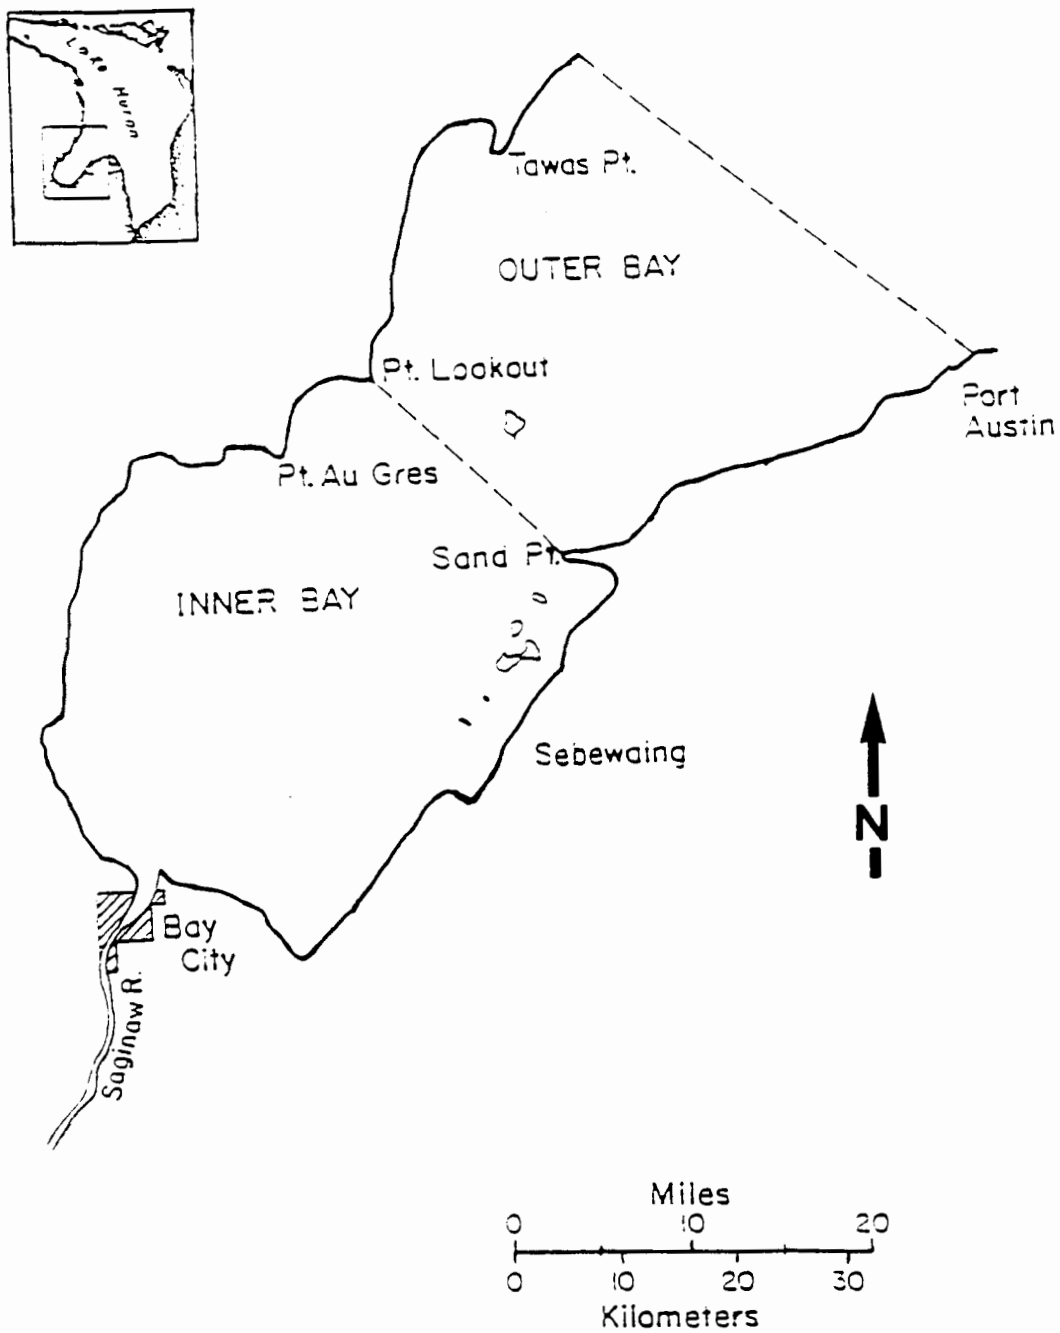 Lake
Huron
Tawas Pt.
OUTER BAY
Pt. Lookout
Port
Austin
Pt. Au Gres
Sand Pt.
INNER BAY
Sebewaing
N
Bay
City
Saginaw R.
Miles
0 10 20
0 10 20 30
Kilometers